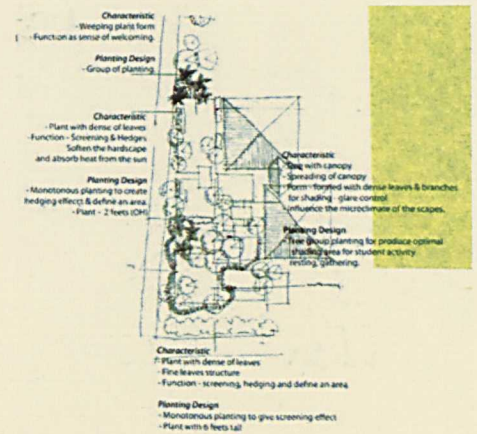 Characteristic
- Weeping plant form
- Function as sense of welcoming.
Planting Design
- Group of planting
Characteristic
- Plant with dense of leaves
- Function - Screening & Hedges
Soften the hardscape
and absorb heat from the sun
Planting Design
- Monotonous planting to create
hedging effect & define an area.
- Plant - 2 feets (OH)
Characteristic
- Tree with canopy
- Spreading of canopy
- Form - formed with dense leaves & branches
for shading - glare control
- Influence the microclimate of the scapes.
Planting Design
- Tree group planting for produce optimal
shading area for student activity
resting, gathering.
Characteristic
- Plant with dense of leaves
- Fine leaves structure
- Function - screening, hedging and define an area
Planting Design
- Monotonous planting to give screening effect
- Plant with 6 feets tall